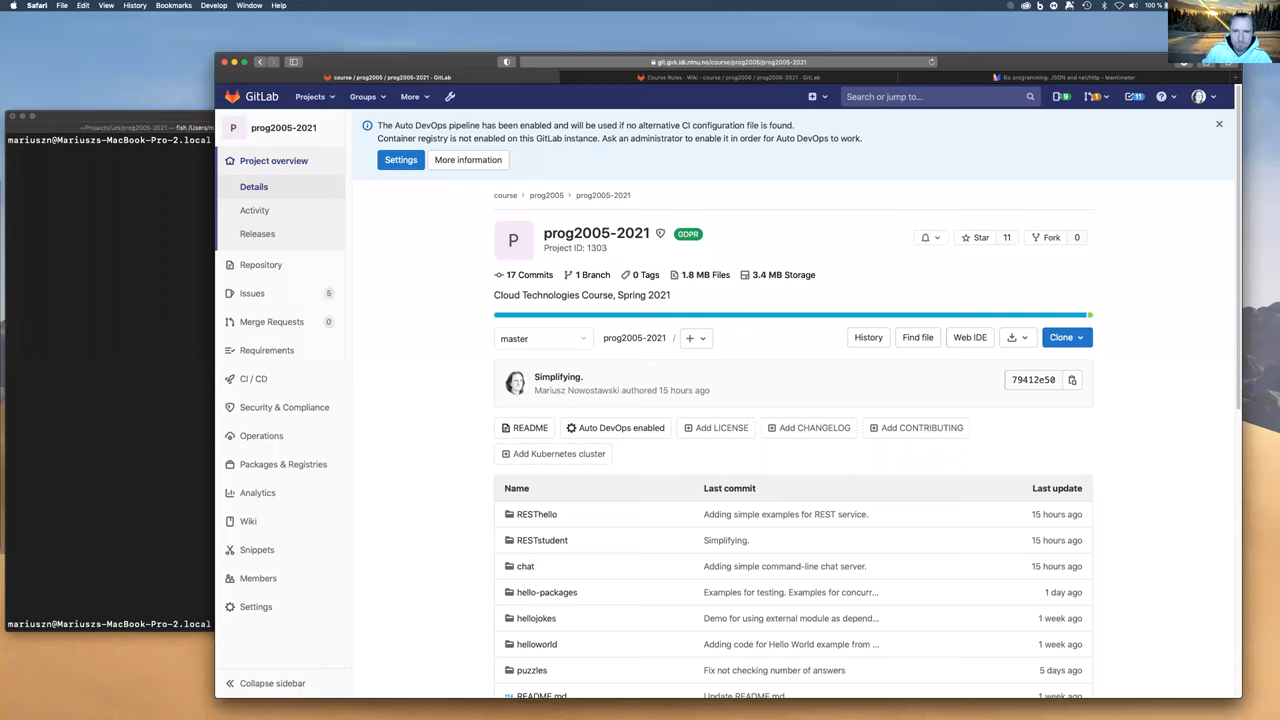 Safari File Edit View History Bookmarks Develop Window Help
100 %
git.gvk.idi.ntnu.no/course/prog2005/prog2005-2021
course / prog2005 / prog2005-2021 · GitLab
Course Rules - Wiki - course / prog2006 / prog2006-2021 · GitLab
Go programming: JSON and net/http - Mentimeter
~/Projects/Uni/prog2005-2021 — fish /Users/m
mariuszn@Mariuszs-MacBook-Pro-2.local
mariuszn@Mariuszs-MacBook-Pro-2.local
GitLab
Projects
Groups
More
Search or jump to...
9
1
11
P
prog2005-2021
Project overview
Details
Activity
Releases
Repository
Issues
5
Merge Requests
0
Requirements
CI / CD
Security & Compliance
Operations
Packages & Registries
Analytics
Wiki
Snippets
Members
Settings
Collapse sidebar
The Auto DevOps pipeline has been enabled and will be used if no alternative CI configuration file is found.
Container registry is not enabled on this GitLab instance. Ask an administrator to enable it in order for Auto DevOps to work.
Settings
More information
course > prog2005 > prog2005-2021
P
prog2005-2021
GDPR
Project ID: 1303
Star 11
Fork 0
17 Commits
1 Branch
0 Tags
1.8 MB Files
3.4 MB Storage
Cloud Technologies Course, Spring 2021
master
prog2005-2021 /
History
Find file
Web IDE
Clone
Simplifying.
Mariusz Nowostawski authored 15 hours ago
79412e50
README
Auto DevOps enabled
Add LICENSE
Add CHANGELOG
Add CONTRIBUTING
Add Kubernetes cluster
Name Last commit Last update
RESThello Adding simple examples for REST service. 15 hours ago
RESTstudent Simplifying. 15 hours ago
chat Adding simple command-line chat server. 15 hours ago
hello-packages Examples for testing. Examples for concurr... 1 day ago
hellojokes Demo for using external module as depend... 1 week ago
helloworld Adding code for Hello World example from ... 1 week ago
puzzles Fix not checking number of answers 5 days ago
README.md Update README.md 1 week ago